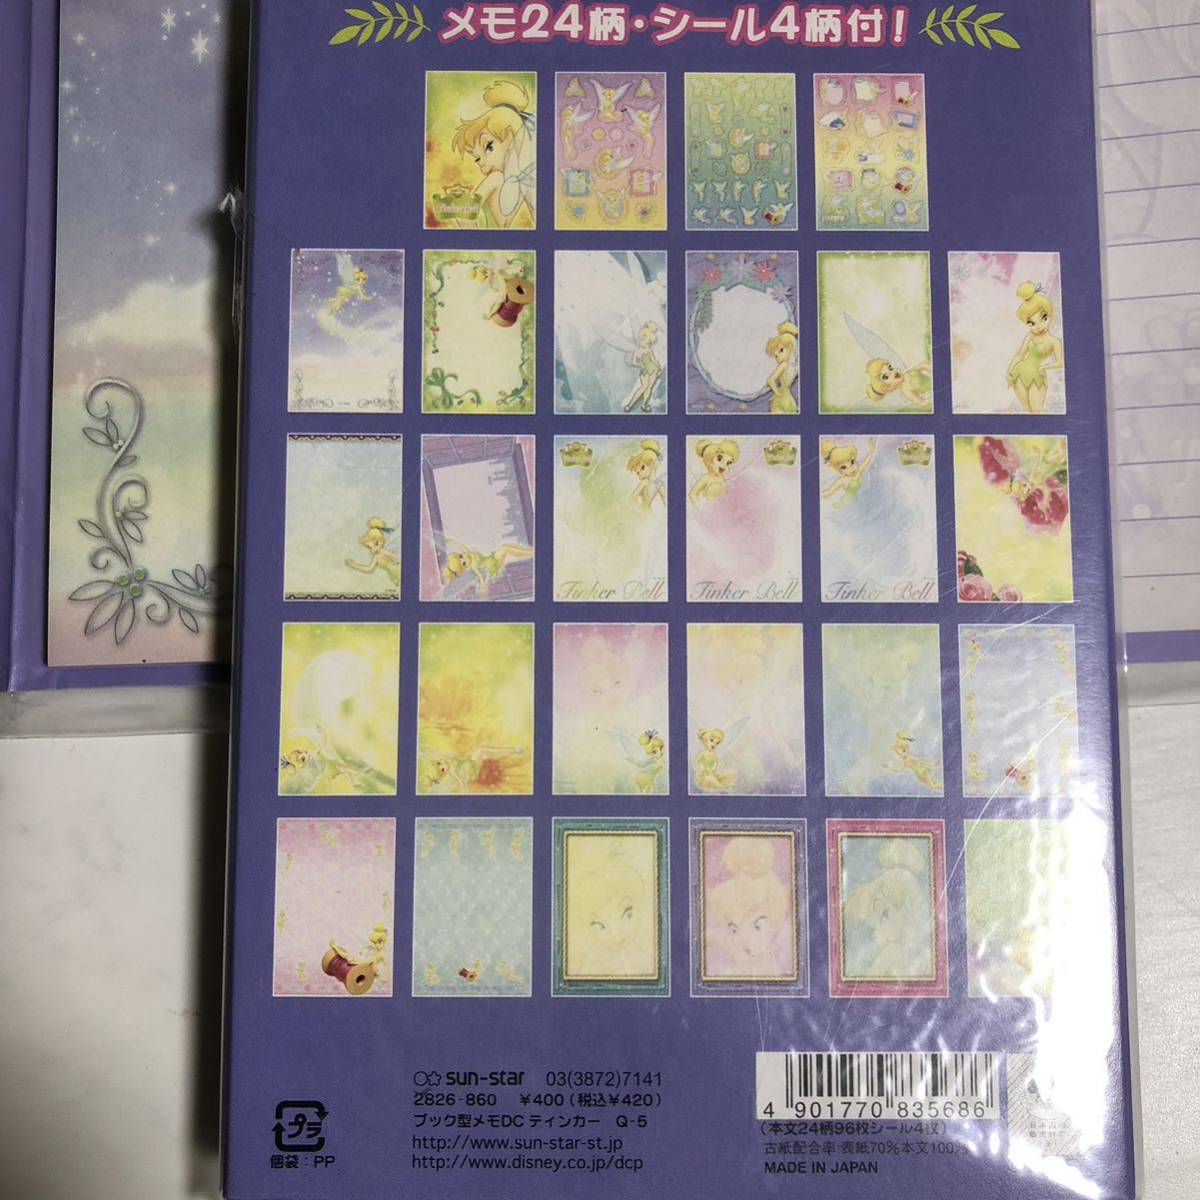 メモ24柄・シール4柄付!
Tinker Bell
Tinker Bell
Tinker Bell
sun-star 03(3872)7141
2826-860 ¥400(税込¥420)
ブック型メモDC ティンカー Q-5
http://www.sun-star-st.jp
http://www.disney.co.jp/dcp
プラ
個装:PP
4 901770 835686
(本文24柄96枚シール4枚)
古紙配合率:表紙70%本文100%
MADE IN JAPAN